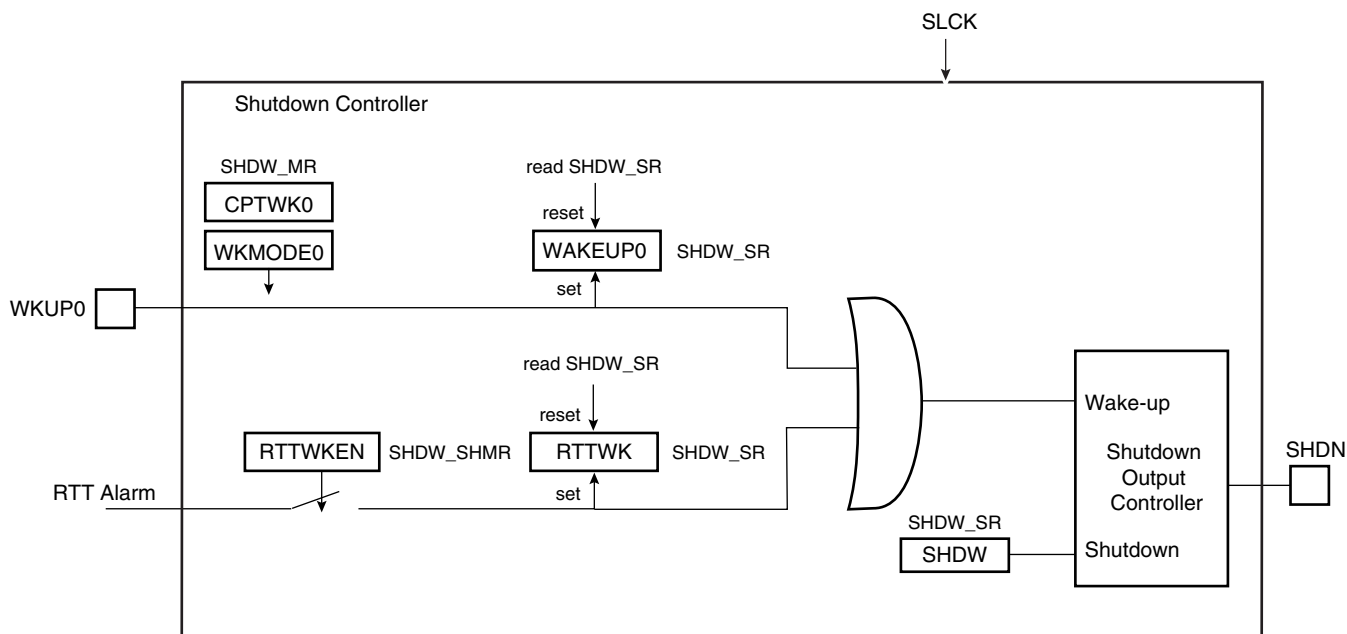 SLCK
Shutdown Controller
SHDW_MR
CPTWK0
WKMODE0
read SHDW_SR
reset
WAKEUP0
SHDW_SR
set
WKUP0
read SHDW_SR
reset
RTTWKEN
SHDW_SHMR
RTTWK
SHDW_SR
set
RTT Alarm
Wake-up
Shutdown
Output
Controller
SHDN
SHDW_SR
SHDW
Shutdown